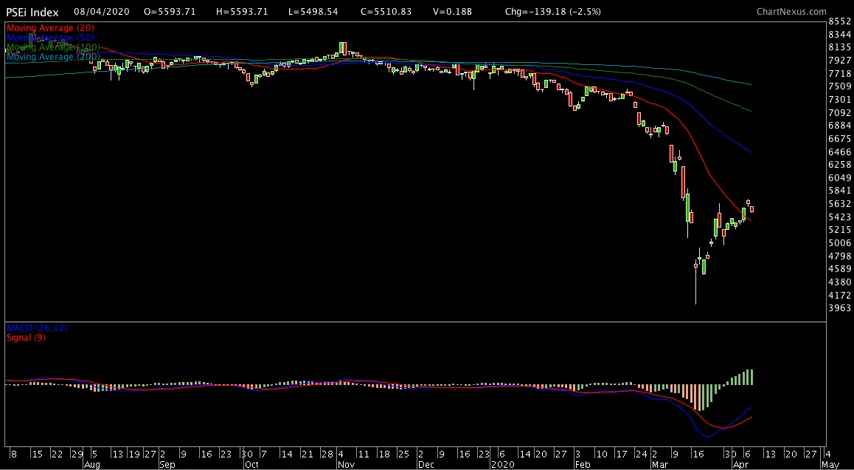 PSEi Index 08/04/2020 O=5593.71 H=5593.71 L=5498.54 C=5510.83 V=0.18B Chg=-139.18 (-2.5%) ChartNexus.com
Moving Average (20)
Moving Average (50)
Moving Average (100)
Moving Average (200)
8552
8344
8135
7927
7718
7509
7301
7092
6884
6675
6466
6258
6049
5841
5632
5423
5215
5006
4798
4589
4380
4172
3963
MACD (26,12)
Signal (9)
8 15 22 29 5 13 19 27 2 9 16 23 30 7 14 21 28 4 11 18 25 2 9 16 23 6 14 20 27 3 10 17 24 2 9 16 30 6 13 20 27 4
Aug Sep Oct Nov Dec 2020 Feb Mar Apr May